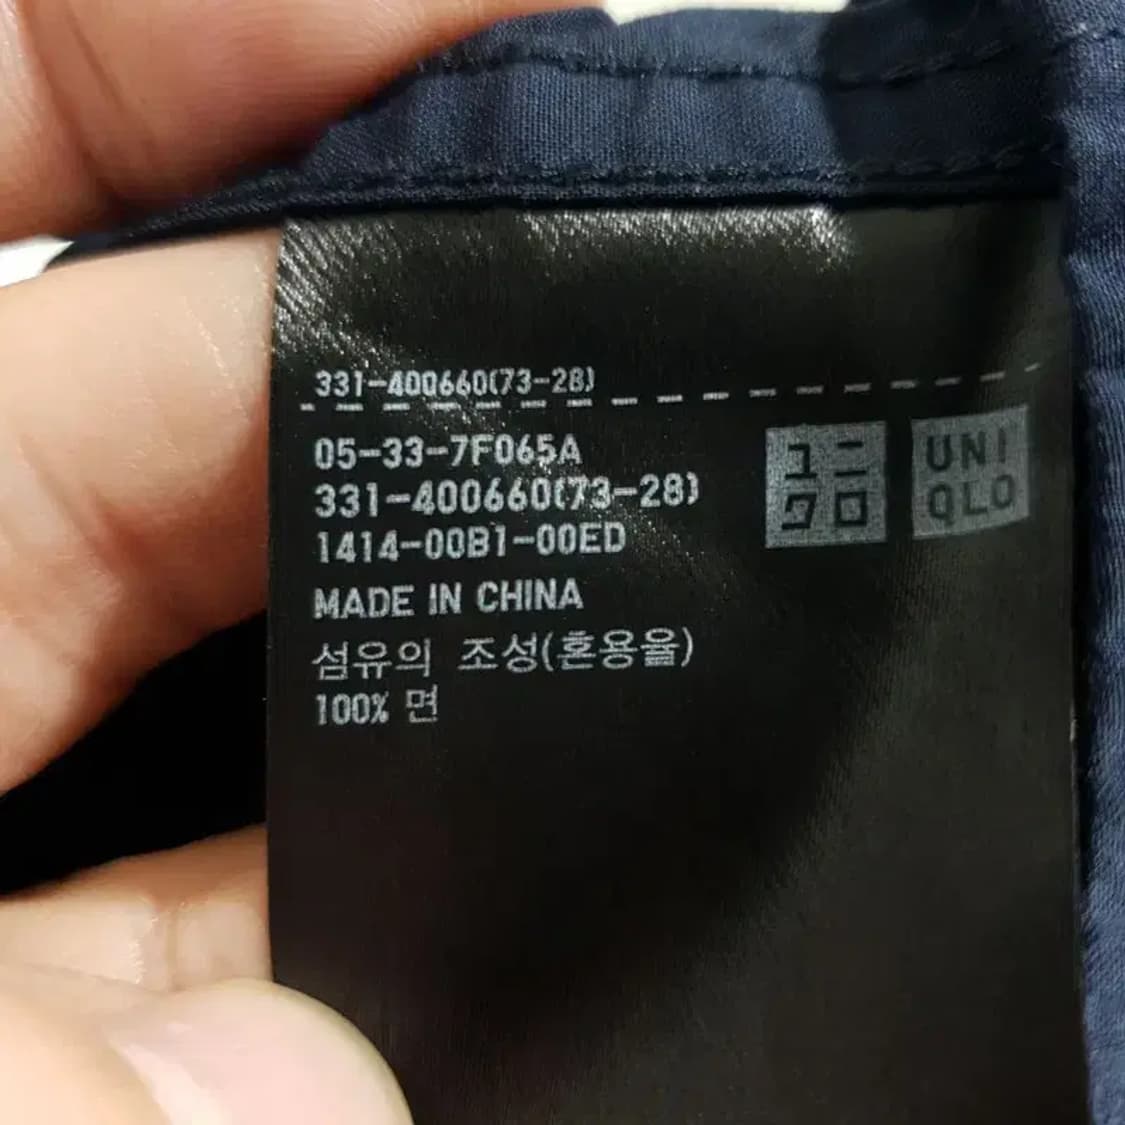 331-400660(73-28)
05-33-7F065A
331-400660(73-28)
1414-00B1-00ED
MADE IN CHINA
섬유의 조성(혼용율)
100% 면
ユニ
クロ
UNI
QLO